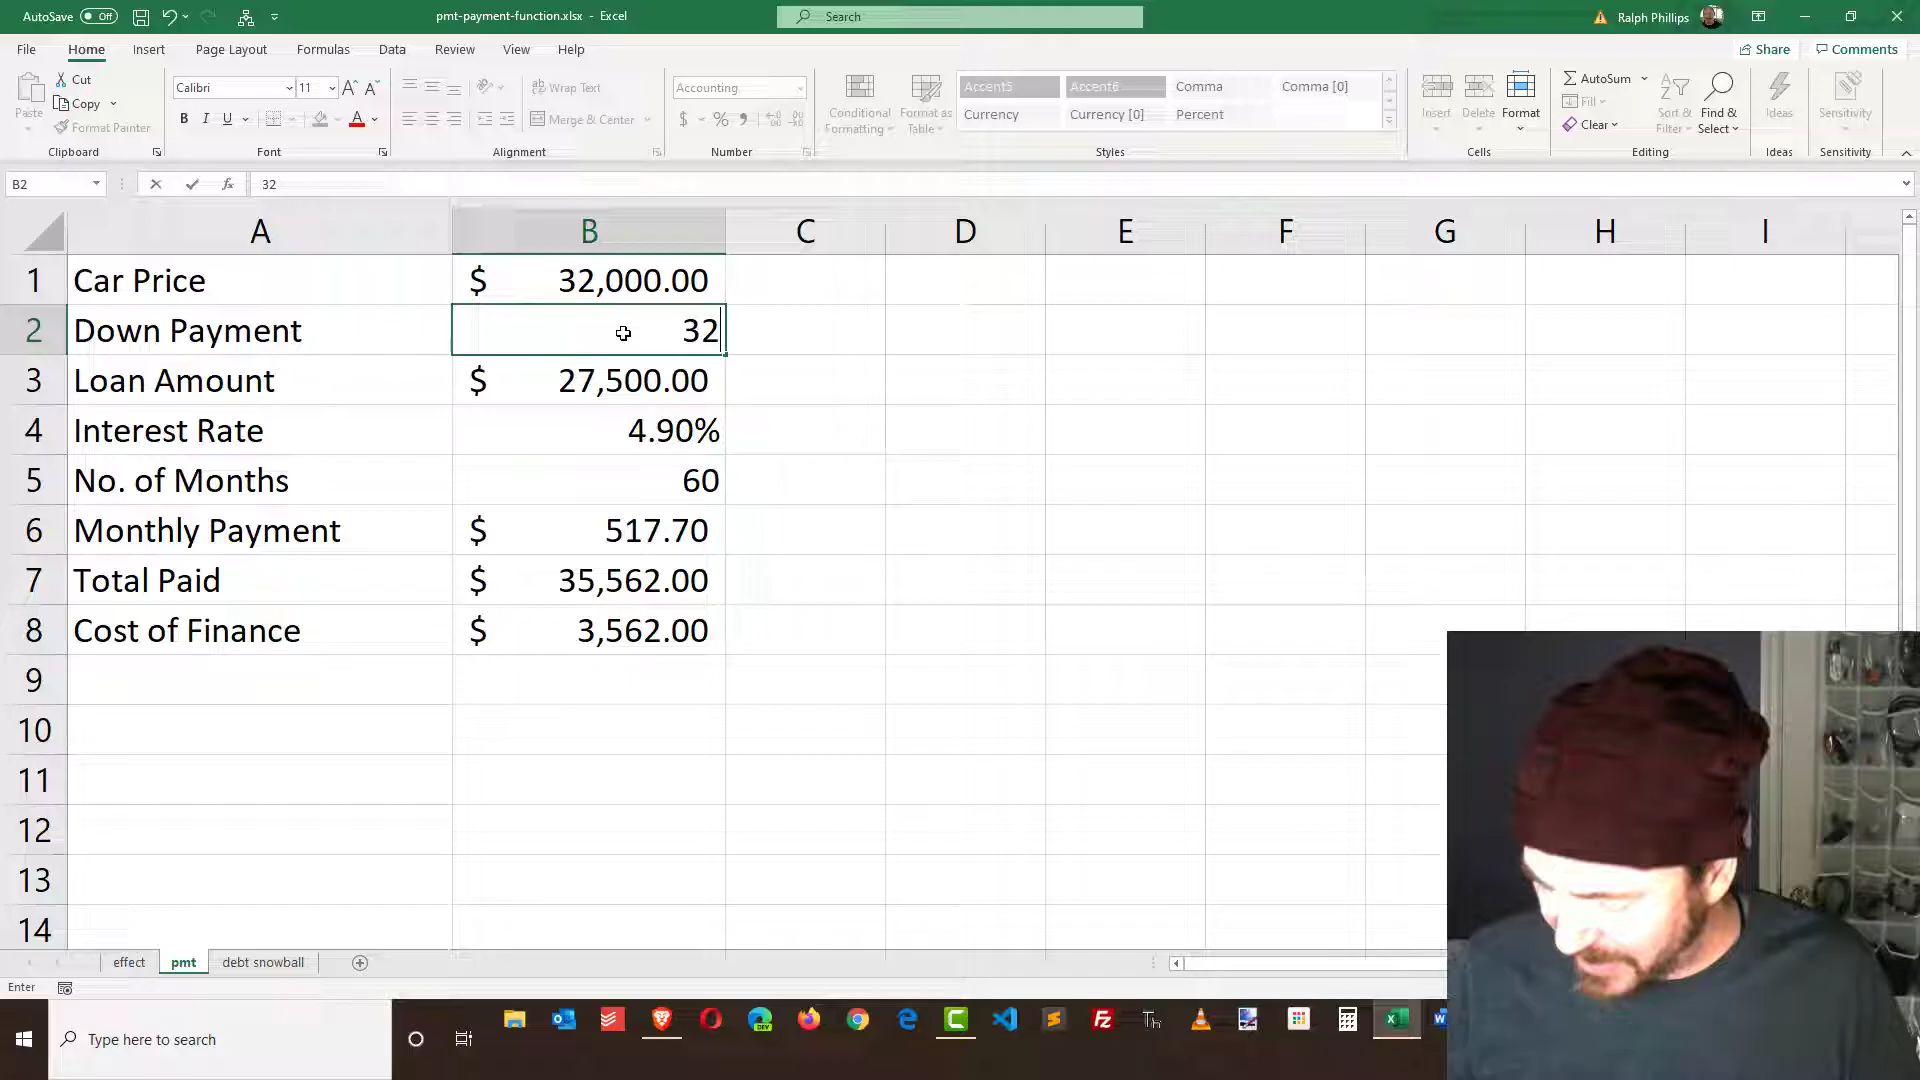 AutoSave Off pmt-payment-function.xlsx - Excel Search Ralph Phillips
File Home Insert Page Layout Formulas Data Review View Help Share Comments
Paste Cut Copy Format Painter Clipboard
Calibri 11 A A B I U A Font
Wrap Text Merge & Center Alignment
Accounting $ % Number
Conditional Formatting Format as Table
Accent5 Accent6 Comma Comma [0]
Currency Currency [0] Percent
Styles
Insert Delete Format Cells
AutoSum Fill Clear Sort & Filter Find & Select Editing
Ideas Ideas
Sensitivity Sensitivity
B2 fx 32
A B C D E F G H I
1 Car Price $ 32,000.00
2 Down Payment 32
3 Loan Amount $ 27,500.00
4 Interest Rate 4.90%
5 No. of Months 60
6 Monthly Payment $ 517.70
7 Total Paid $ 35,562.00
8 Cost of Finance $ 3,562.00
9
10
11
12
13
14
effect pmt debt snowball
Enter
Type here to search